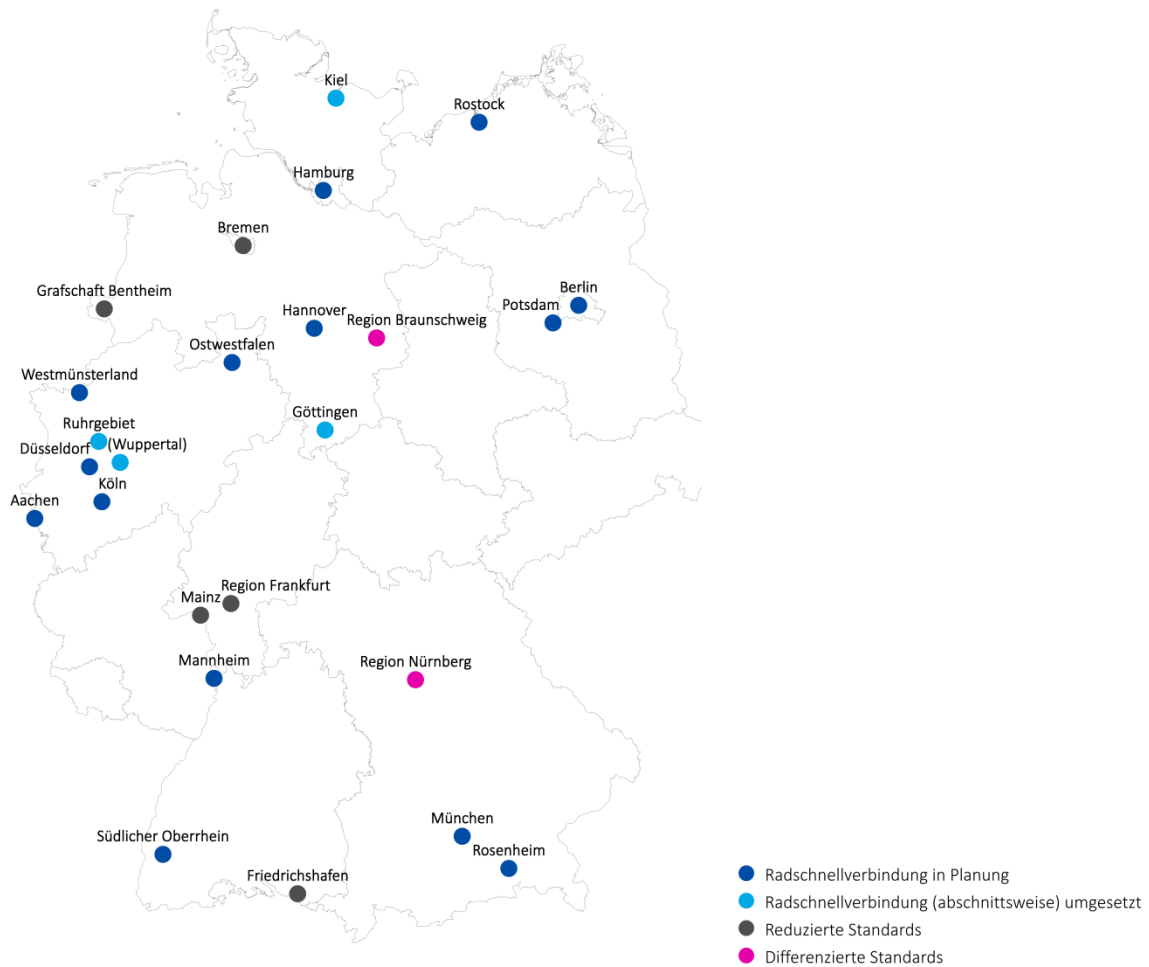 Kiel
Rostock
Hamburg
Bremen
Grafschaft Bentheim
Berlin
Potsdam
Hannover
Region Braunschweig
Ostwestfalen
Westmünsterland
Göttingen
Ruhrgebiet
(Wuppertal)
Düsseldorf
Köln
Aachen
Region Frankfurt
Mainz
Mannheim
Region Nürnberg
München
Südlicher Oberrhein
Rosenheim
Friedrichshafen
Radschnellverbindung in Planung
Radschnellverbindung (abschnittsweise) umgesetzt
Reduzierte Standards
Differenzierte Standards